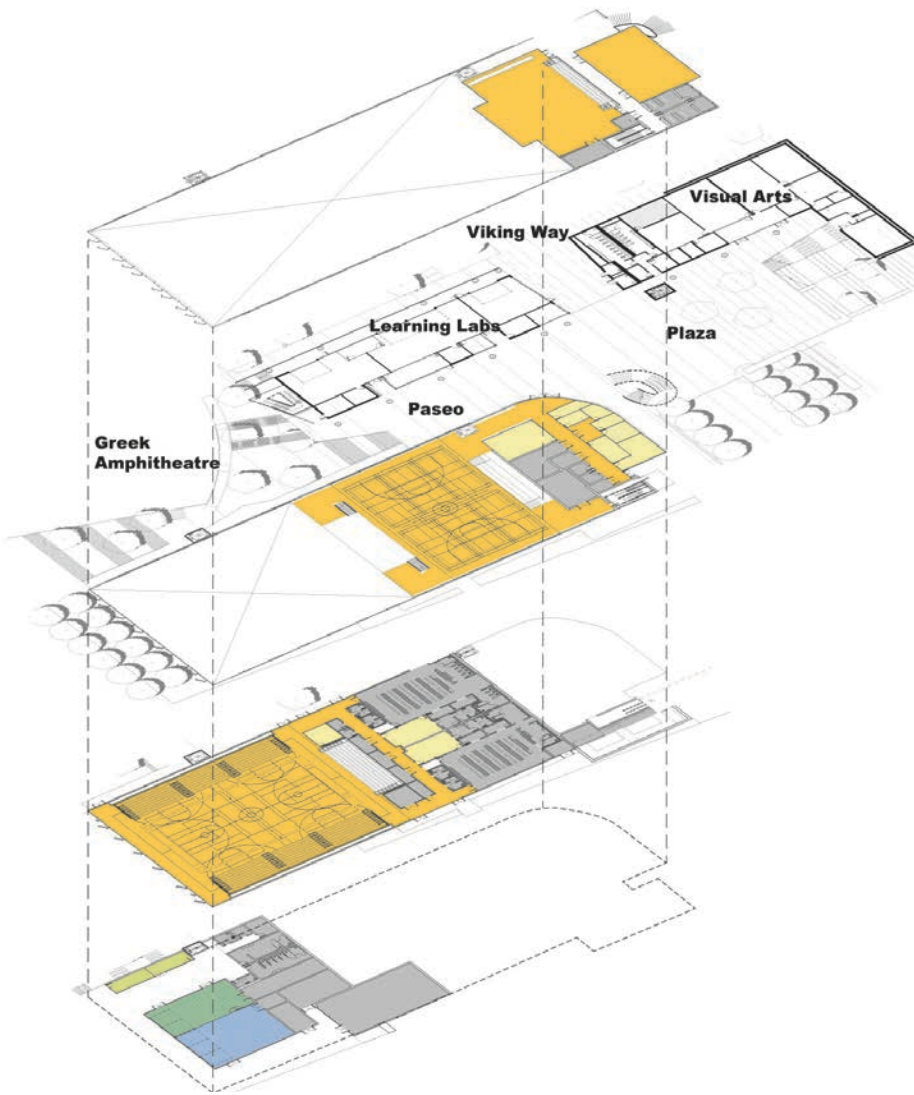 Visual Arts
Viking Way
Learning Labs
Plaza
Paseo
Greek
Amphitheatre